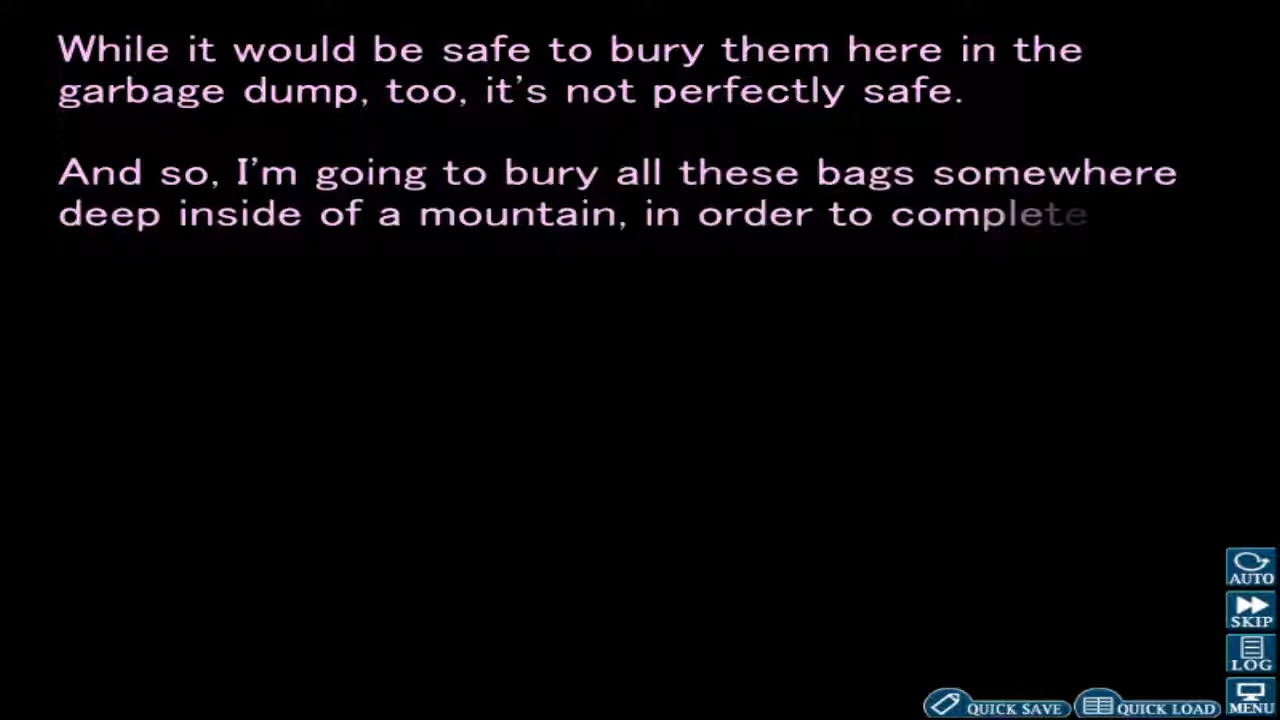 While it would be safe to bury them here in the
garbage dump, too, it's not perfectly safe.
And so, I'm going to bury all these bags somewhere
deep inside of a mountain, in order to complete
AUTO
SKIP
LOG
MENU
QUICK SAVE
QUICK LOAD